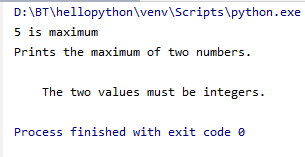 D:\BT\hellopython\venv\Scripts\python.exe
5 is maximum
Prints the maximum of two numbers.
The two values must be integers.
Process finished with exit code 0